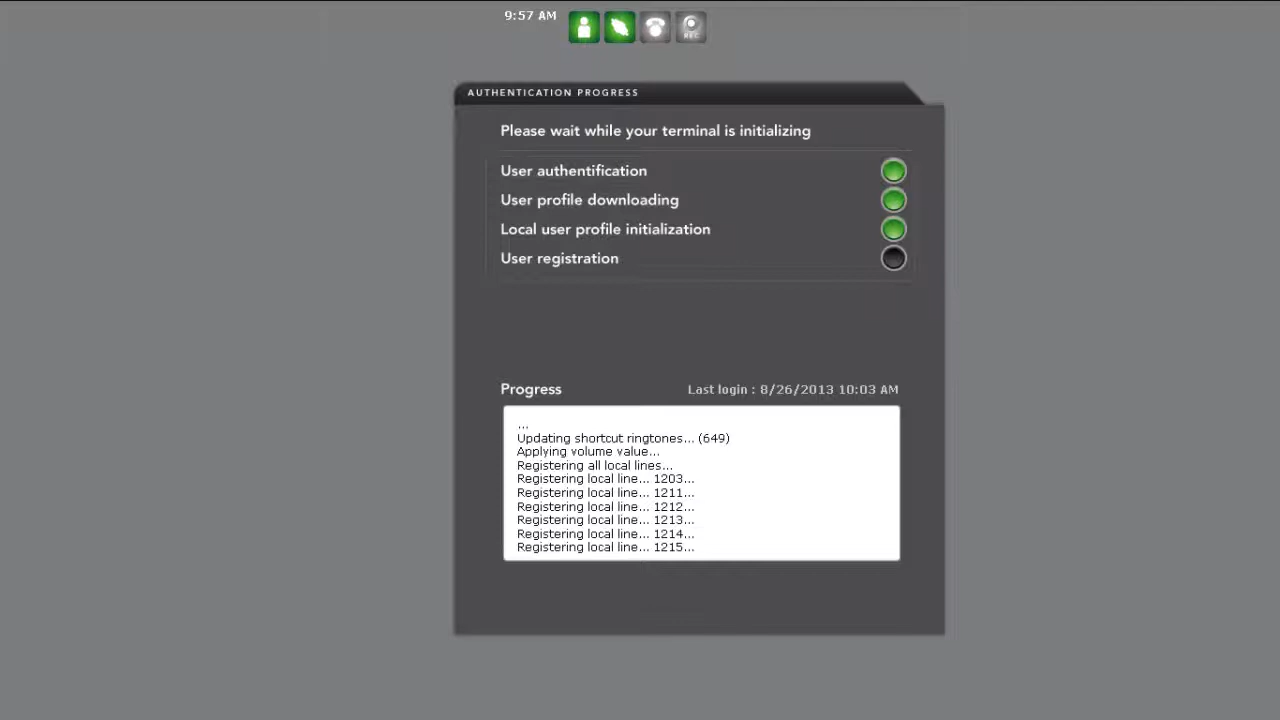 9:57 AM
REC
AUTHENTICATION PROGRESS
Please wait while your terminal is initializing
User authentification
User profile downloading
Local user profile initialization
User registration
Progress
Last login : 8/26/2013 10:03 AM
...
Updating shortcut ringtones... (649)
Applying volume value...
Registering all local lines...
Registering local line... 1203...
Registering local line... 1211...
Registering local line... 1212...
Registering local line... 1213...
Registering local line... 1214...
Registering local line... 1215...